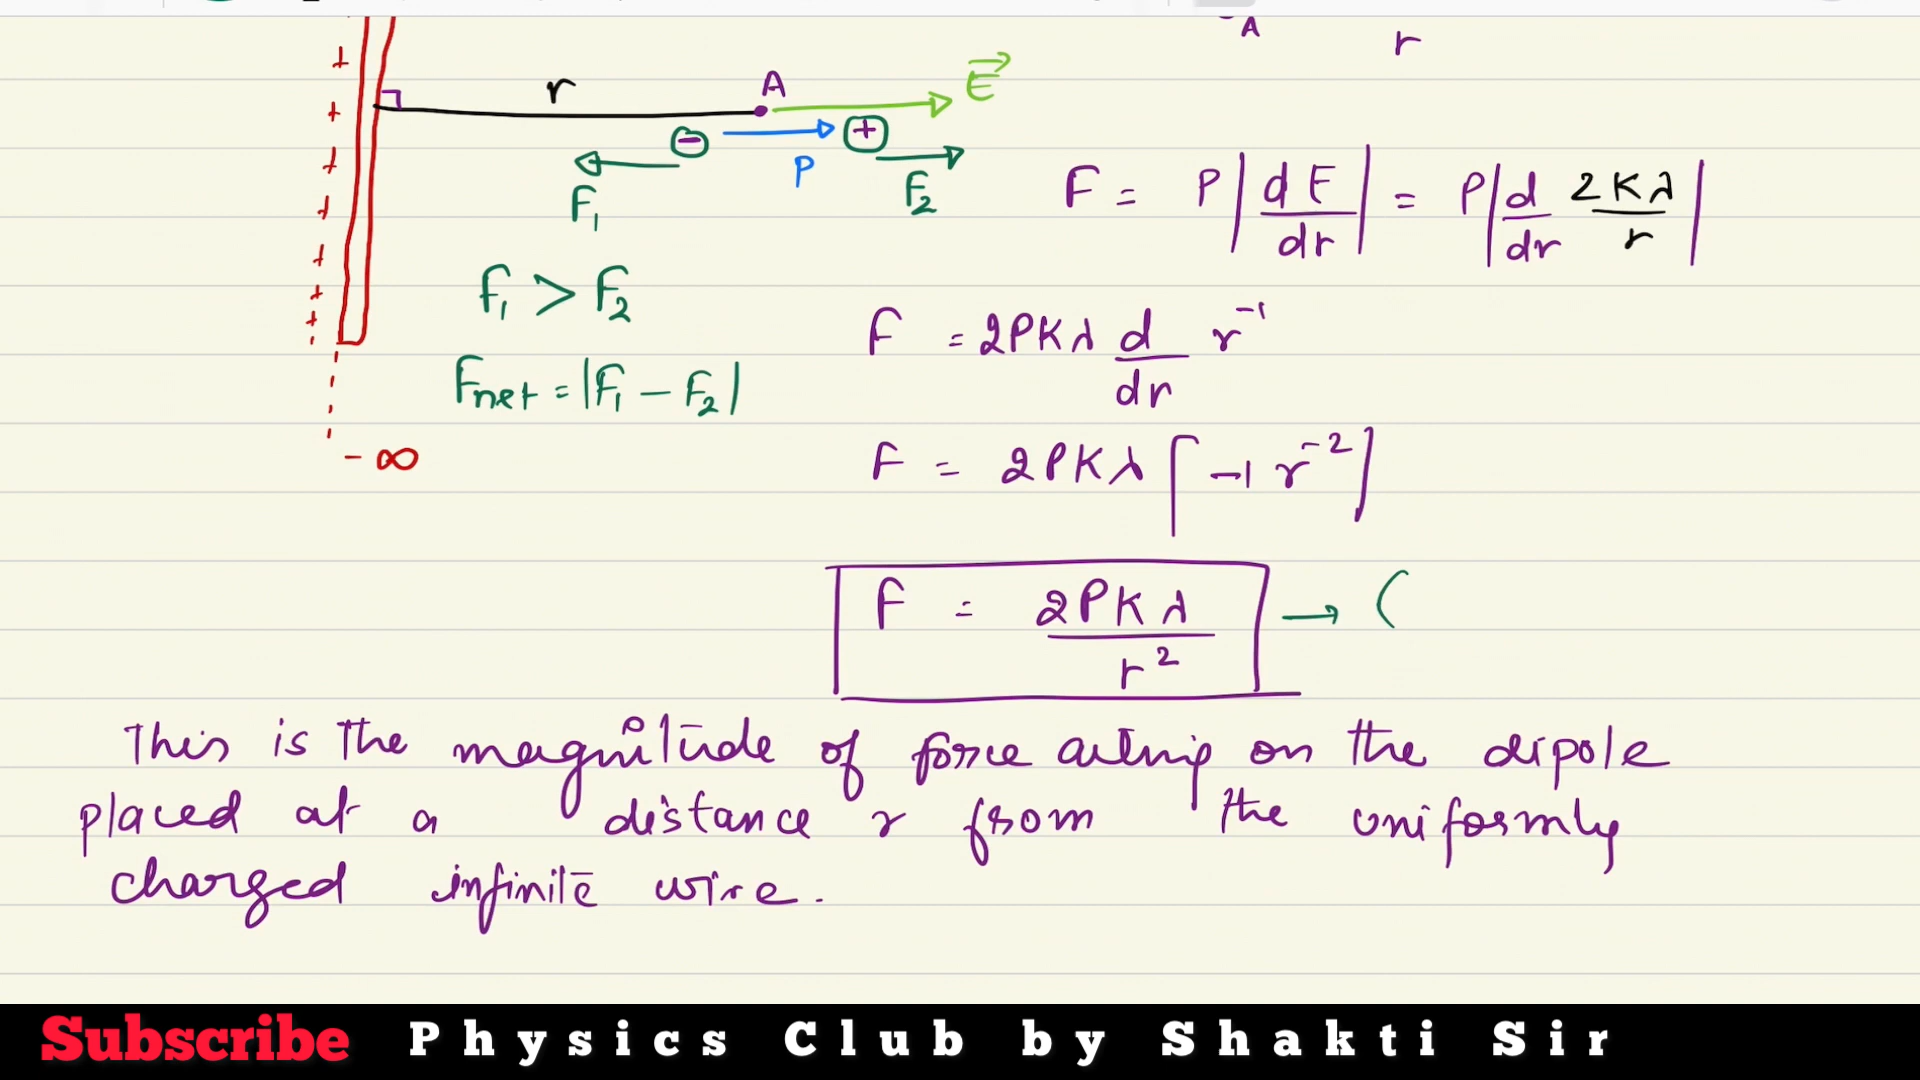 A
r
r A E⃗
⊖ P ⊕
F₁ F₂
F = P|dE/dr| = P|d/dr 2Kλ/r|
F₁ > F₂
F = 2PKλ d/dr r⁻¹
Fnet = |F₁ – F₂|
– ∞
F = 2PKλ [–1 r⁻²]
F = 2PKλ/r² → (
This is the magnitude of force acting on the dipole
placed at a distance r from the uniformly
charged infinite wire.
Subscribe Physics Club by Shakti Sir